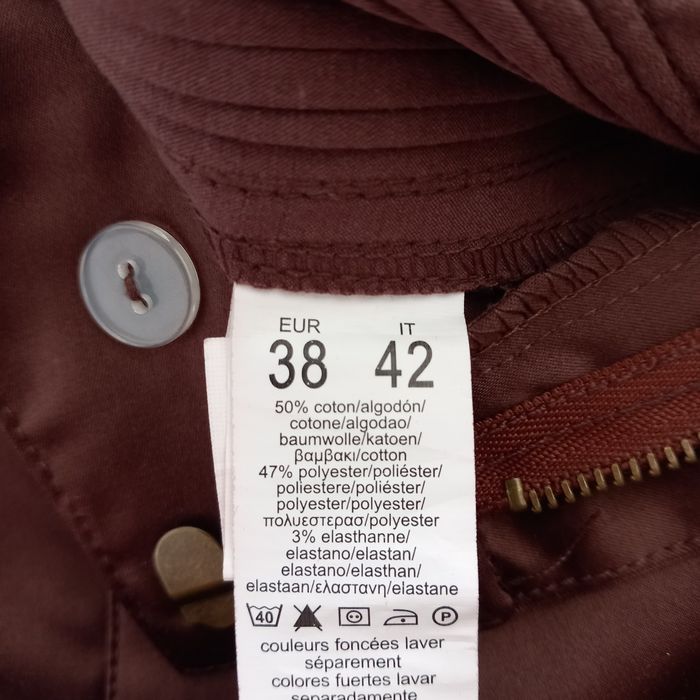 EUR IT
38 42
50% coton/algodón/
cotone/algodao/
baumwolle/katoen/
βαμβακι/cotton
47% polyester/poliéster/
poliestere/poliéster/
polyester/polyester/
πολυεστερασ/polyester
3% elasthanne/
elastano/elastan/
elastano/elasthan/
elastaan/ελαστανη/elastane
40 P
couleurs foncées laver
séparement
colores fuertes lavar
separadamente